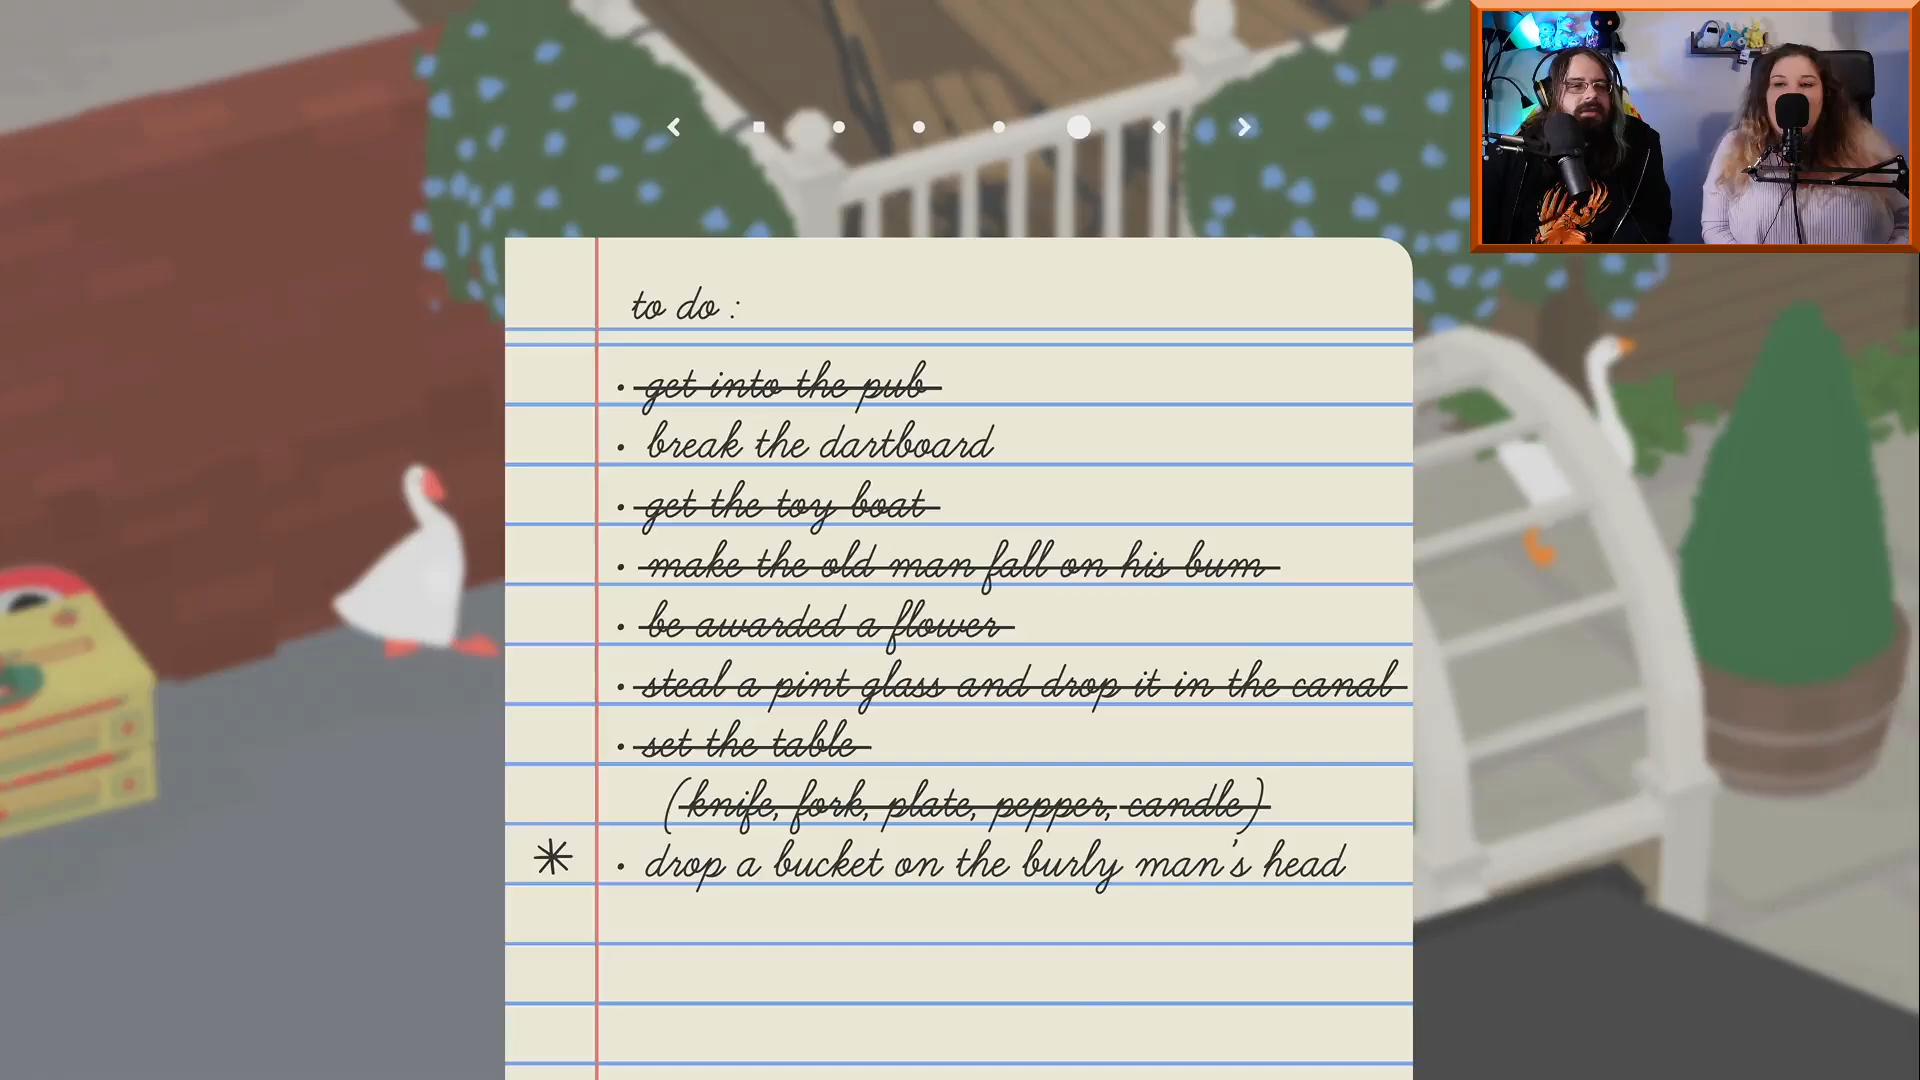 to do :
• get into the pub
• break the dartboard
• get the toy boat
• make the old man fall on his bum
• be awarded a flower
• steal a pint glass and drop it in the canal
• set the table
(knife, fork, plate, pepper, candle)
* • drop a bucket on the burly man's head